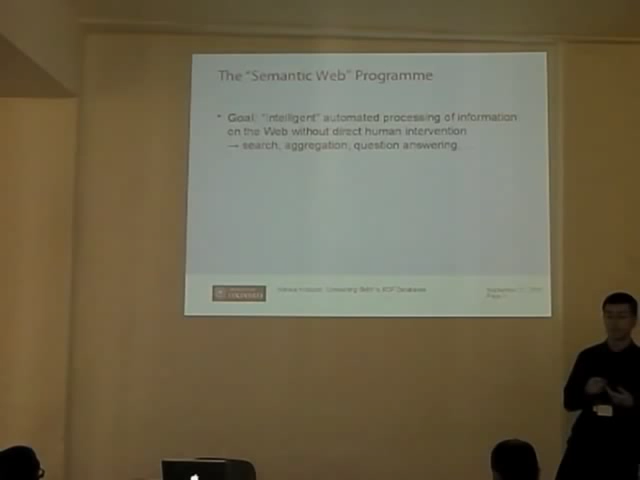 The "Semantic Web" Programme
• Goal: "Intelligent" automated processing of information
on the Web without direct human intervention
→ search, aggregation, question answering